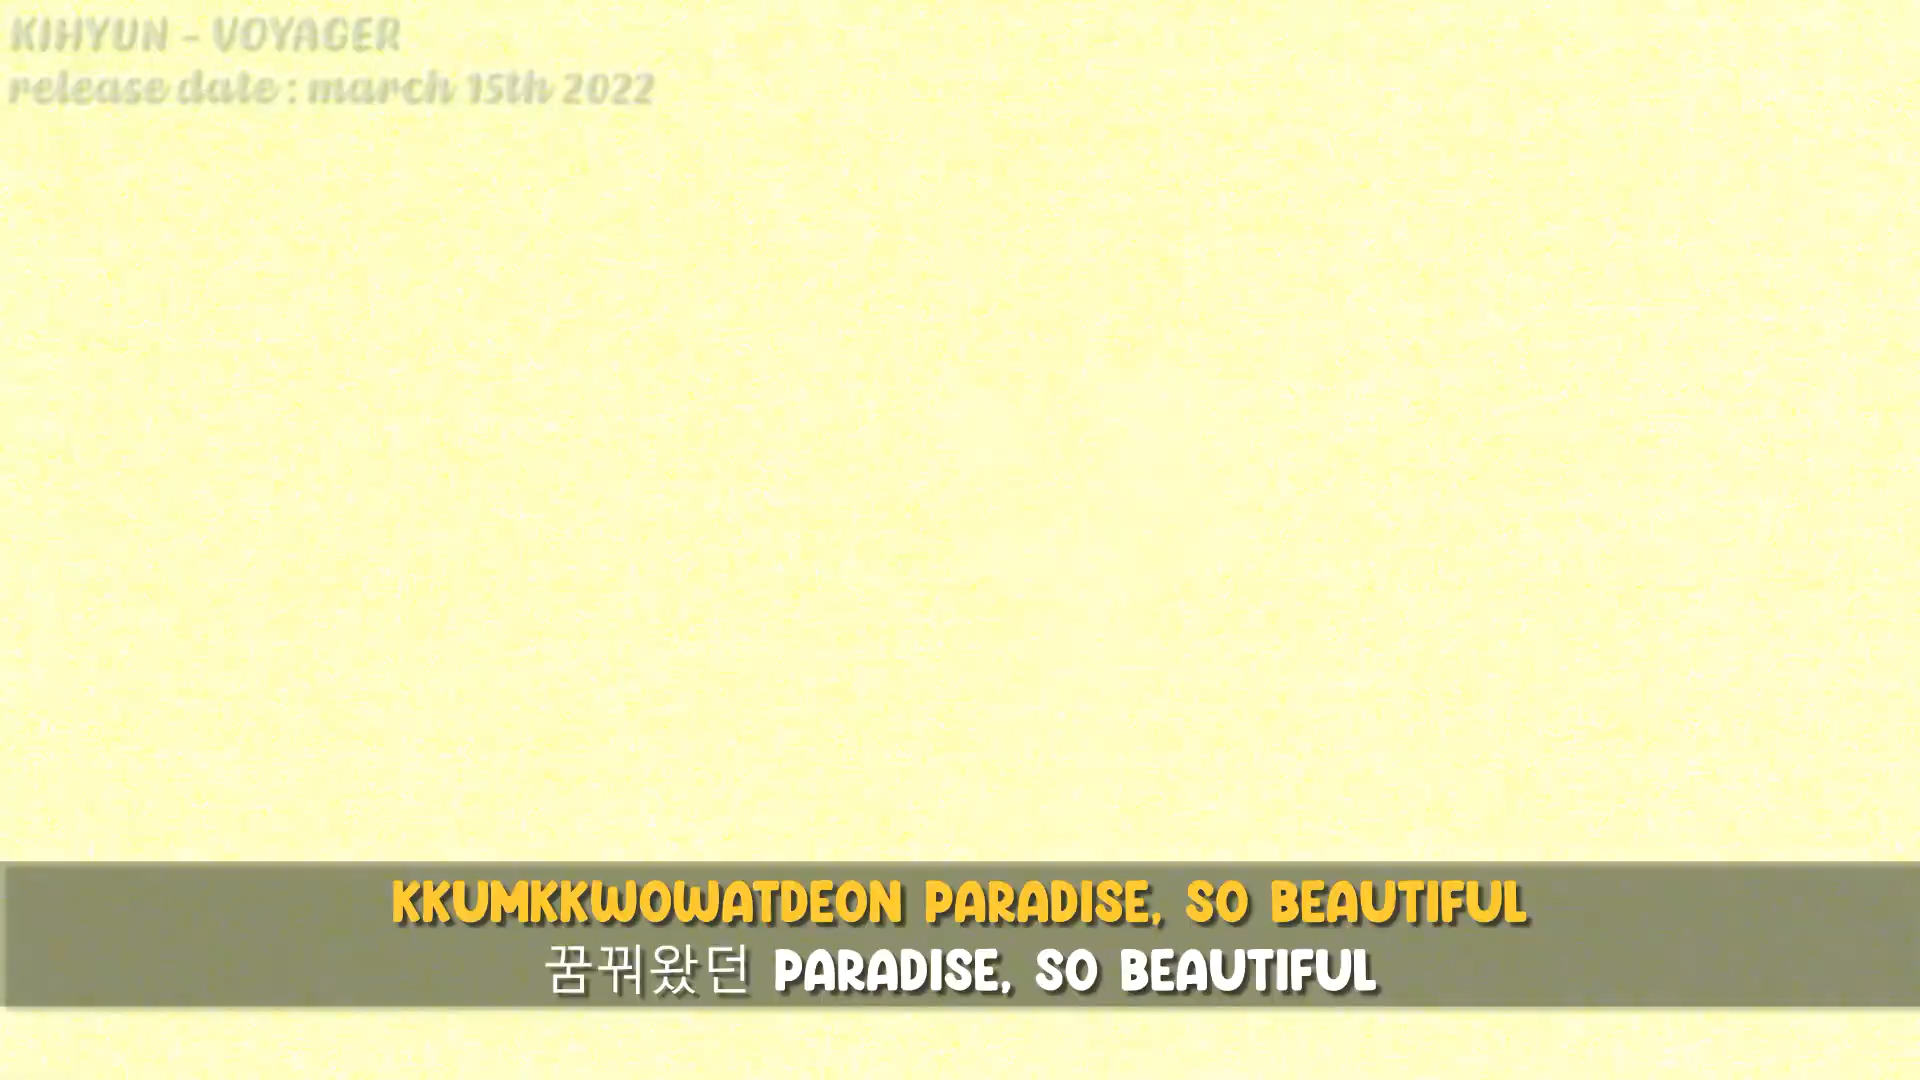 KIHYUN - VOYAGER
release date : march 15th 2022
KKUMKKWOWATDEON PARADISE, SO BEAUTIFUL
꿈꿔왔던 PARADISE, SO BEAUTIFUL